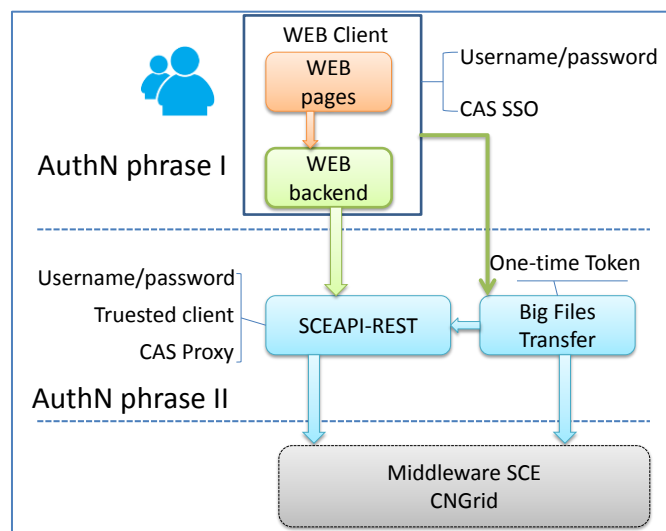 WEB Client
WEB
pages
Username/password
CAS SSO
AuthN phrase I
WEB
backend
Username/password
Truested client
CAS Proxy
SCEAPI-REST
One-time Token
Big Files
Transfer
AuthN phrase II
Middleware SCE
CNGrid